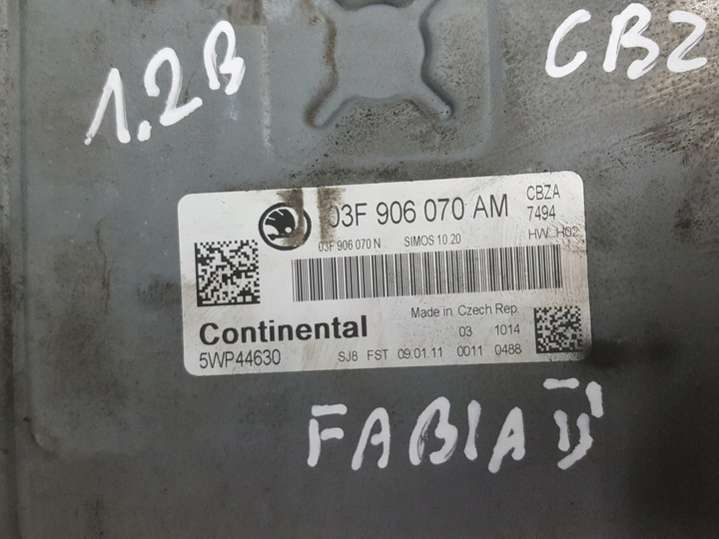 1.2B
CBZ
03F 906 070 AM
CBZA
7494
03F 906 070 N SIMOS 10.20
HW H02
Made in Czech Rep
Continental
03 1014
5WP44630
SJ8 FST 09.01.11 0011 0488
FABIA II